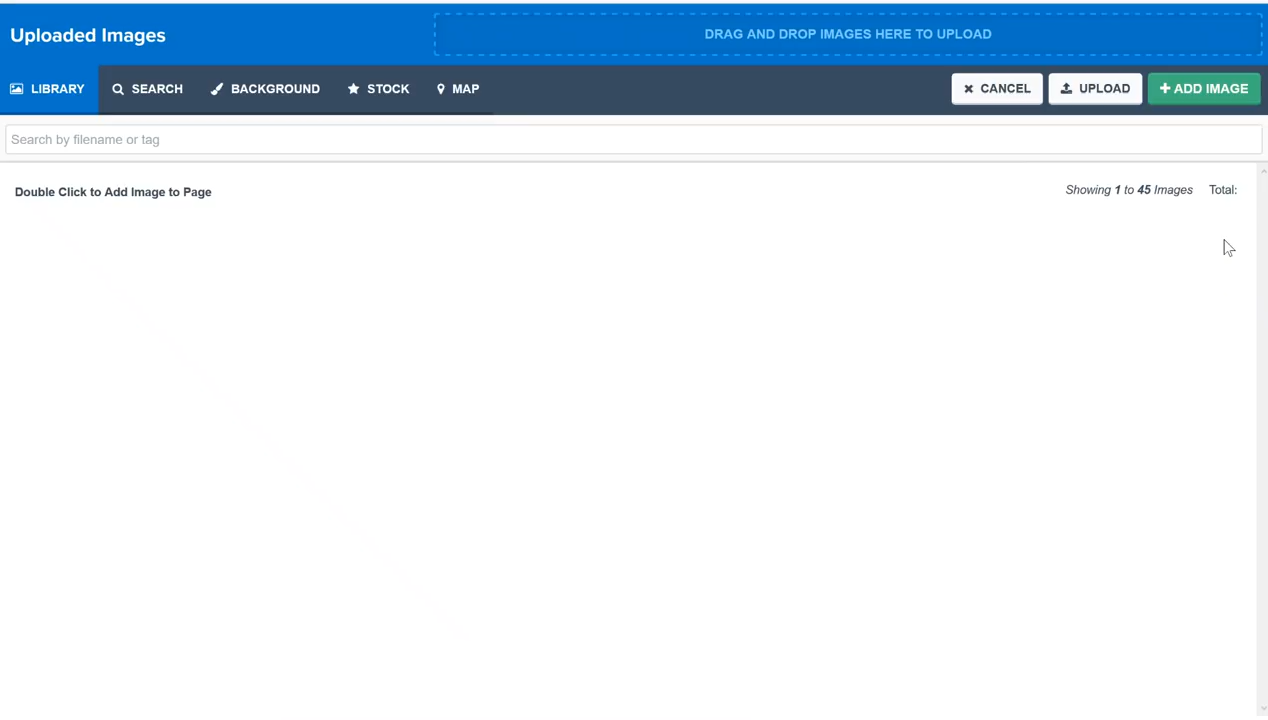 Uploaded Images
DRAG AND DROP IMAGES HERE TO UPLOAD
LIBRARY SEARCH BACKGROUND STOCK MAP CANCEL UPLOAD + ADD IMAGE
Search by filename or tag
Double Click to Add Image to Page Showing 1 to 45 Images Total: